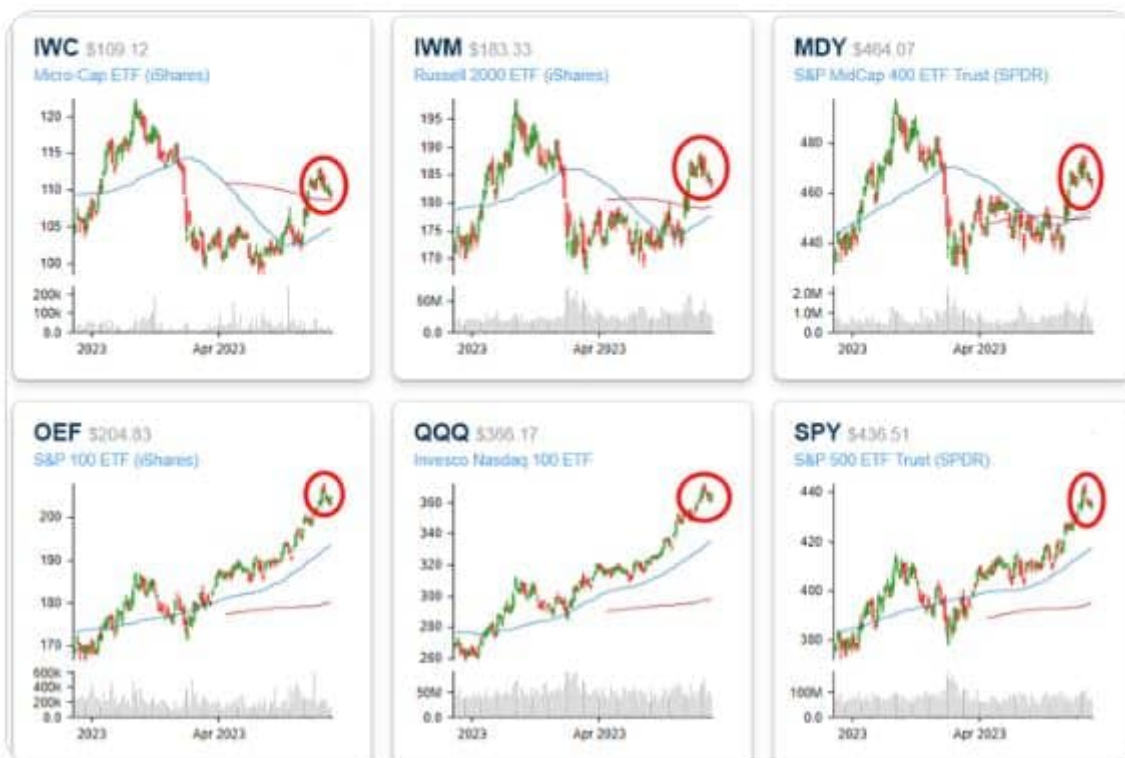 IWC $109.12
Micro-Cap ETF (iShares)
120
115
110
105
100
200k
100k
0.0
2023 Apr 2023
IWM $183.33
Russell 2000 ETF (iShares)
195
190
185
180
175
170
50M
0.0
2023 Apr 2023
MDY $464.07
S&P MidCap 400 ETF Trust (SPDR)
480
460
440
2.0M
1.0M
0.0
2023 Apr 2023
OEF $204.83
S&P 100 ETF (iShares)
200
190
180
170
600k
400k
200k
0.0
2023 Apr 2023
QQQ $366.17
Invesco Nasdaq 100 ETF
360
340
320
300
280
260
50M
0.0
2023 Apr 2023
SPY $436.51
S&P 500 ETF Trust (SPDR)
440
420
400
380
100M
0.0
2023 Apr 2023